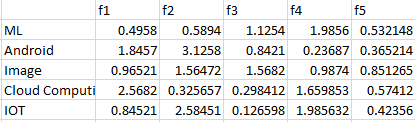 f1 f2 f3 f4 f5
ML 0.4958 0.5894 1.1254 1.9856 0.532148
Android 1.8457 3.1258 0.8421 0.23687 0.365214
Image 0.96521 1.56472 1.5682 0.9874 0.851265
Cloud Computi 2.5682 0.325657 0.298412 1.659853 0.57412
IOT 0.84521 2.58451 0.126598 1.985632 0.42356